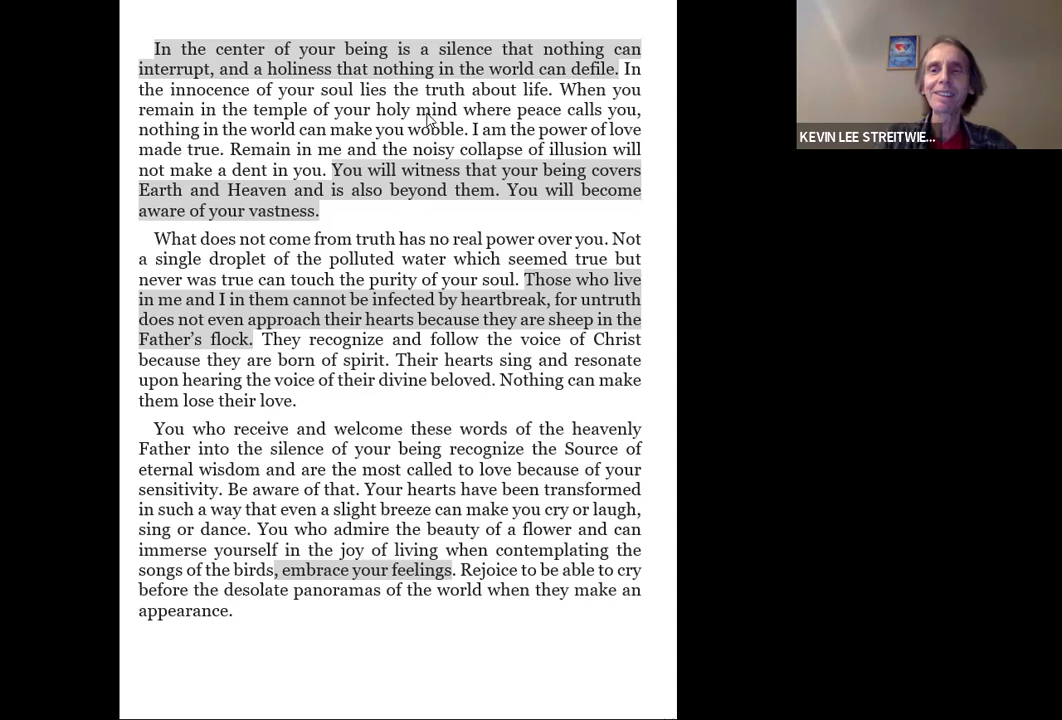 In the center of your being is a silence that nothing can
interrupt, and a holiness that nothing in the world can defile. In
the innocence of your soul lies the truth about life. When you
remain in the temple of your holy mind where peace calls you,
nothing in the world can make you wobble. I am the power of love
made true. Remain in me and the noisy collapse of illusion will
not make a dent in you. You will witness that your being covers
Earth and Heaven and is also beyond them. You will become
aware of your vastness.
What does not come from truth has no real power over you. Not
a single droplet of the polluted water which seemed true but
never was true can touch the purity of your soul. Those who live
in me and I in them cannot be infected by heartbreak, for untruth
does not even approach their hearts because they are sheep in the
Father’s flock. They recognize and follow the voice of Christ
because they are born of spirit. Their hearts sing and resonate
upon hearing the voice of their divine beloved. Nothing can make
them lose their love.
You who receive and welcome these words of the heavenly
Father into the silence of your being recognize the Source of
eternal wisdom and are the most called to love because of your
sensitivity. Be aware of that. Your hearts have been transformed
in such a way that even a slight breeze can make you cry or laugh,
sing or dance. You who admire the beauty of a flower and can
immerse yourself in the joy of living when contemplating the
songs of the birds, embrace your feelings. Rejoice to be able to cry
before the desolate panoramas of the world when they make an
appearance.
KEVIN LEE STREITWIE...